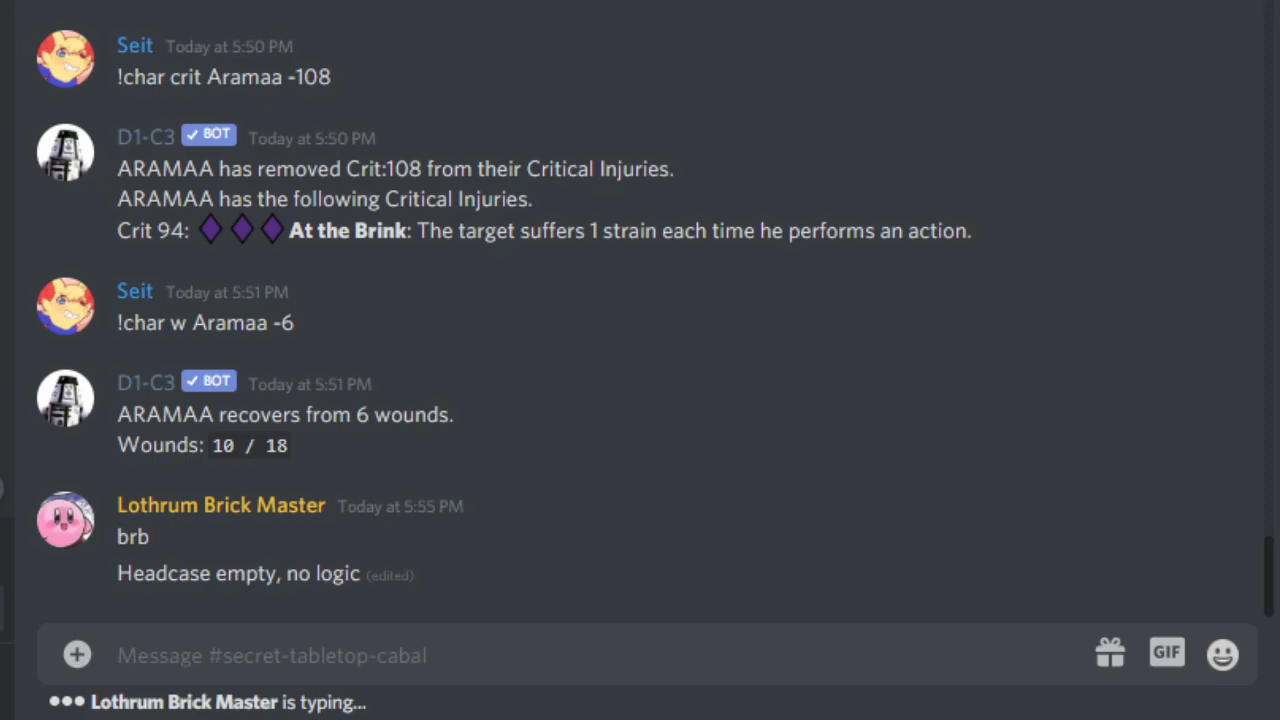 Seit Today at 5:50 PM
!char crit Aramaa -108
D1-C3 ✓ BOT Today at 5:50 PM
ARAMAA has removed Crit:108 from their Critical Injuries.
ARAMAA has the following Critical Injuries.
Crit 94: At the Brink: The target suffers 1 strain each time he performs an action.
Seit Today at 5:51 PM
!char w Aramaa -6
D1-C3 ✓ BOT Today at 5:51 PM
ARAMAA recovers from 6 wounds.
Wounds: 10 / 18
Lothrum Brick Master Today at 5:55 PM
brb
Headcase empty, no logic (edited)
Message #secret-tabletop-cabal GIF
Lothrum Brick Master is typing...